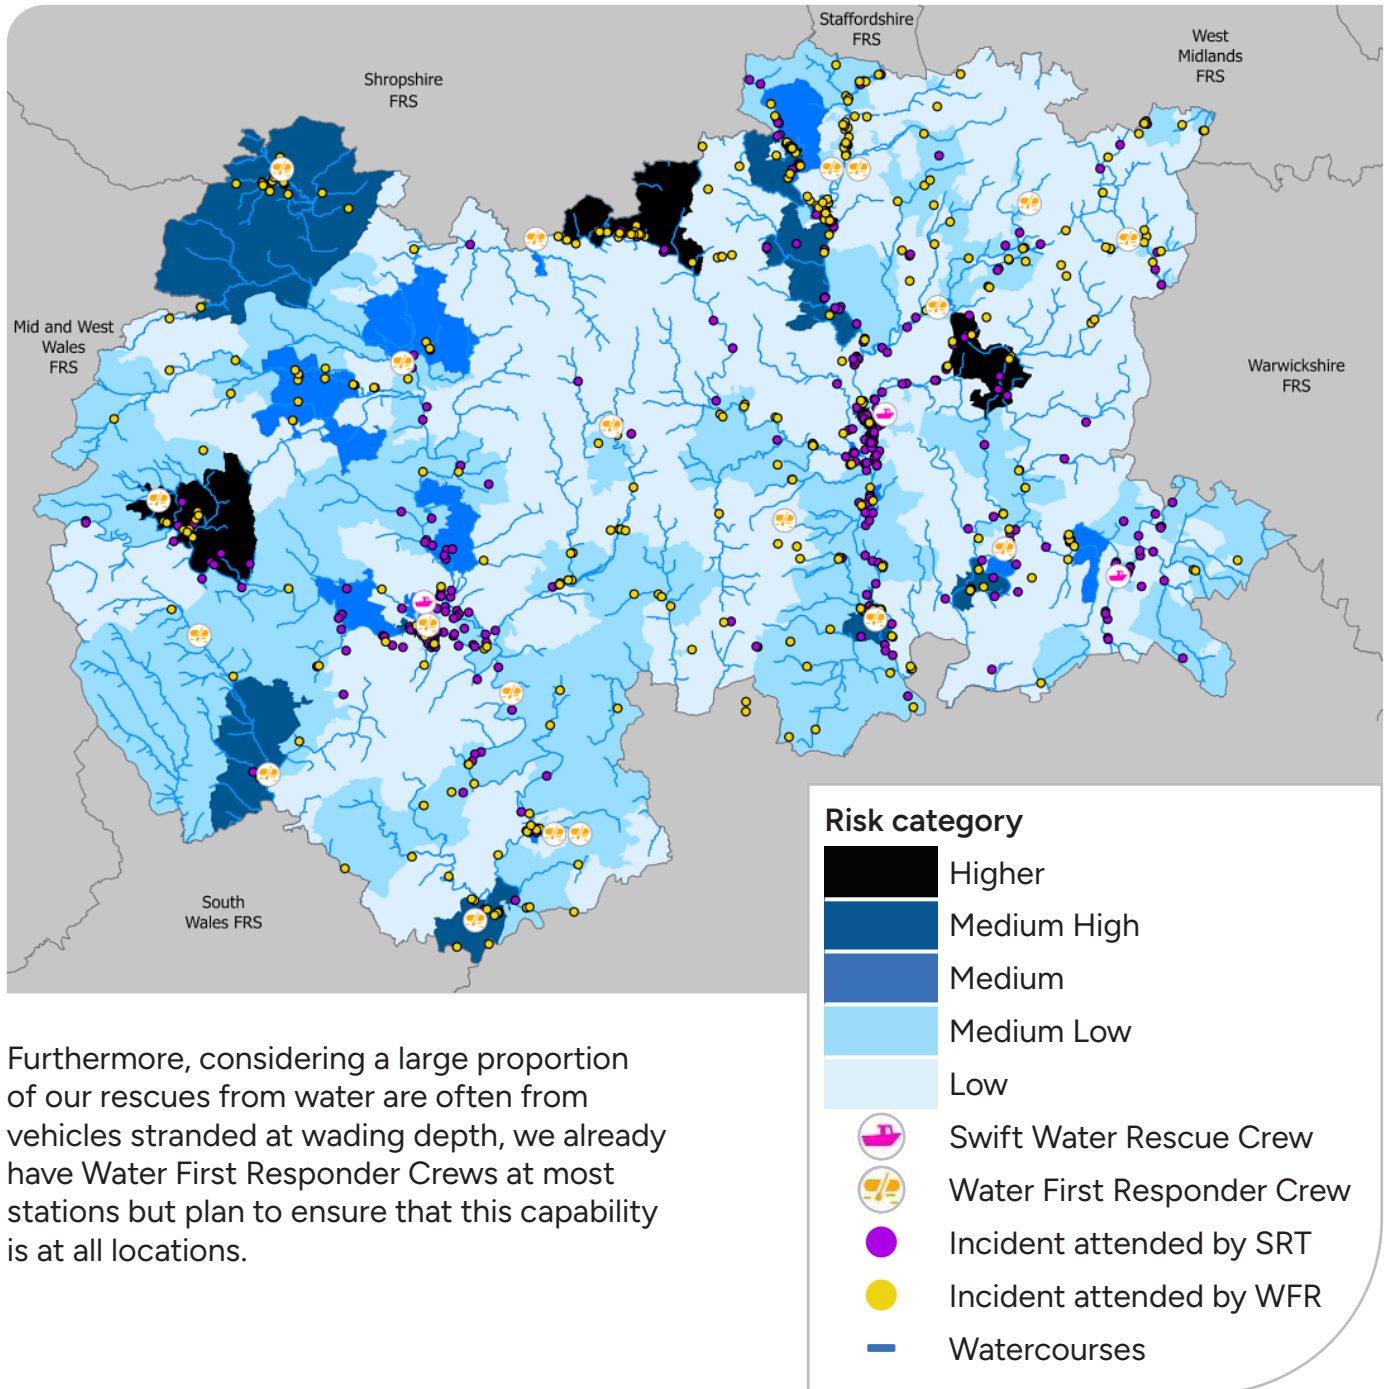 Staffordshire
FRS
West
Midlands
FRS
Shropshire
FRS
Mid and West
Wales
FRS
Warwickshire
FRS
South
Wales FRS
Risk category
Higher
Medium High
Medium
Medium Low
Low
Swift Water Rescue Crew
Water First Responder Crew
Incident attended by SRT
Incident attended by WFR
Watercourses
Furthermore, considering a large proportion
of our rescues from water are often from
vehicles stranded at wading depth, we already
have Water First Responder Crews at most
stations but plan to ensure that this capability
is at all locations.